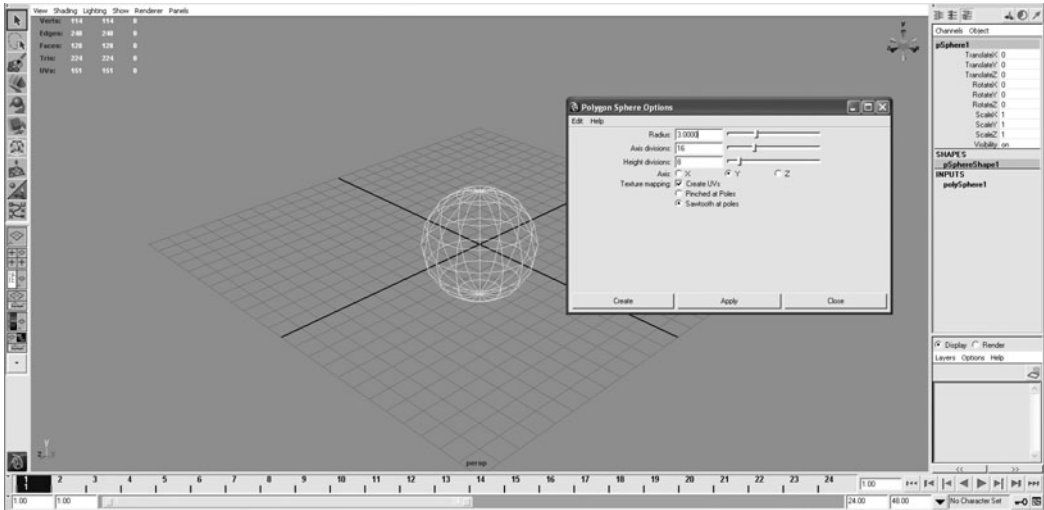 View Shading Lighting Show Renderer Panels
Verts: 114 114 0
Edges: 240 240 0
Faces: 128 128 0
Tris: 224 224 0
UVs: 151 151 0
Polygon Sphere Options
Edit Help
Radius: 3.0000
Axis divisions: 16
Height divisions: 8
Axis: X Y Z
Texture mapping: Create UVs
Pinched at Poles
Sawtooth at poles
Create Apply Close
persp
Channels Object
pSphere1
TranslateX 0
TranslateY 0
TranslateZ 0
RotateX 0
RotateY 0
RotateZ 0
ScaleX 1
ScaleY 1
ScaleZ 1
Visibility on
SHAPES
pSphereShape1
INPUTS
polySphere1
Display Render
Layers Options Help
<< >>
1 2 3 4 5 6 7 8 9 10 11 12 13 14 15 16 17 18 19 20 21 22 23 24
1
1.00
1.00 1.00 24.00 48.00 No Character Set